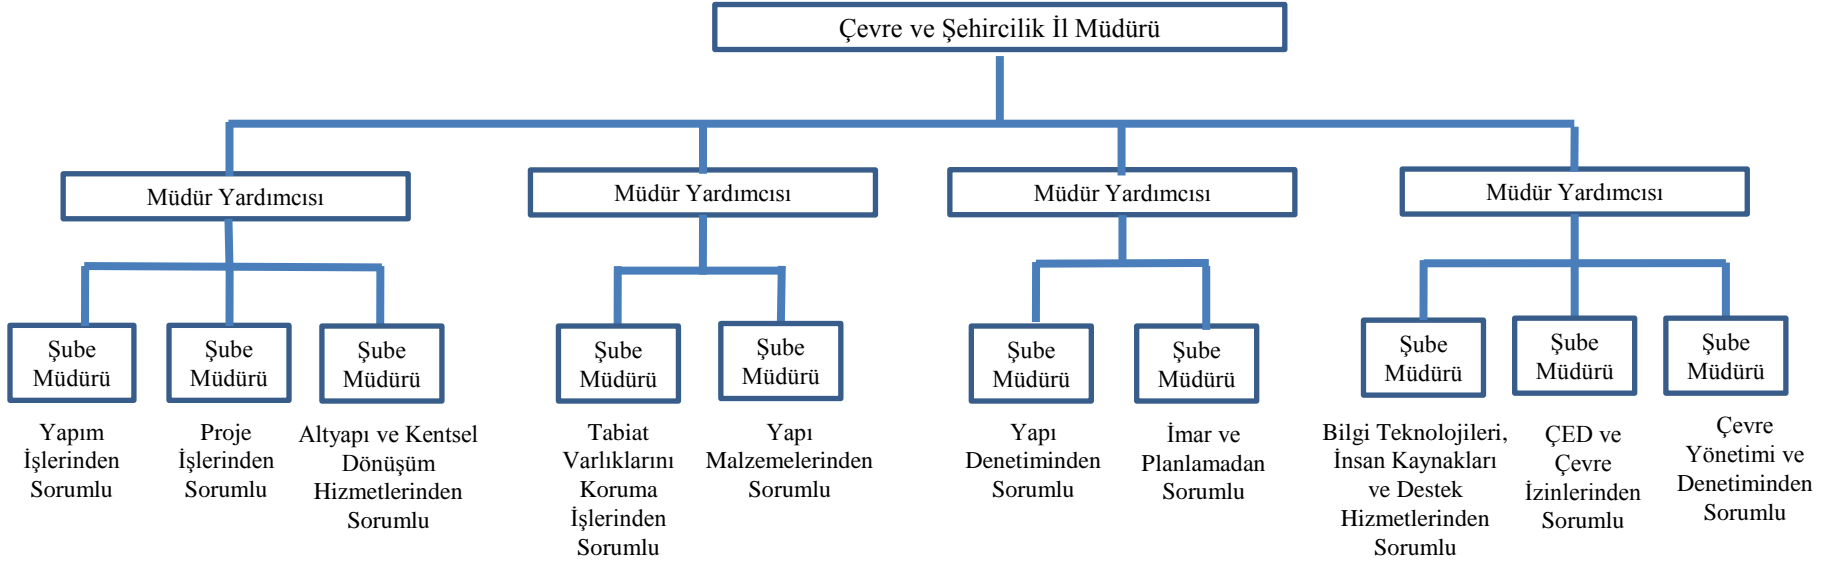 Çevre ve Şehircilik İl Müdürü
Müdür Yardımcısı
Müdür Yardımcısı
Müdür Yardımcısı
Müdür Yardımcısı
Şube
Müdürü
Şube
Müdürü
Şube
Müdürü
Şube
Müdürü
Şube
Müdürü
Şube
Müdürü
Şube
Müdürü
Şube
Müdürü
Şube
Müdürü
Şube
Müdürü
Yapım
İşlerinden
Sorumlu
Proje
İşlerinden
Sorumlu
Altyapı ve Kentsel
Dönüşüm
Hizmetlerinden
Sorumlu
Tabiat
Varlıklarını
Koruma
İşlerinden
Sorumlu
Yapı
Malzemelerinden
Sorumlu
Yapı
Denetiminden
Sorumlu
İmar ve
Planlamadan
Sorumlu
Bilgi Teknolojileri,
İnsan Kaynakları
ve Destek
Hizmetlerinden
Sorumlu
ÇED ve
Çevre
İzinlerinden
Sorumlu
Çevre
Yönetimi ve
Denetiminden
Sorumlu